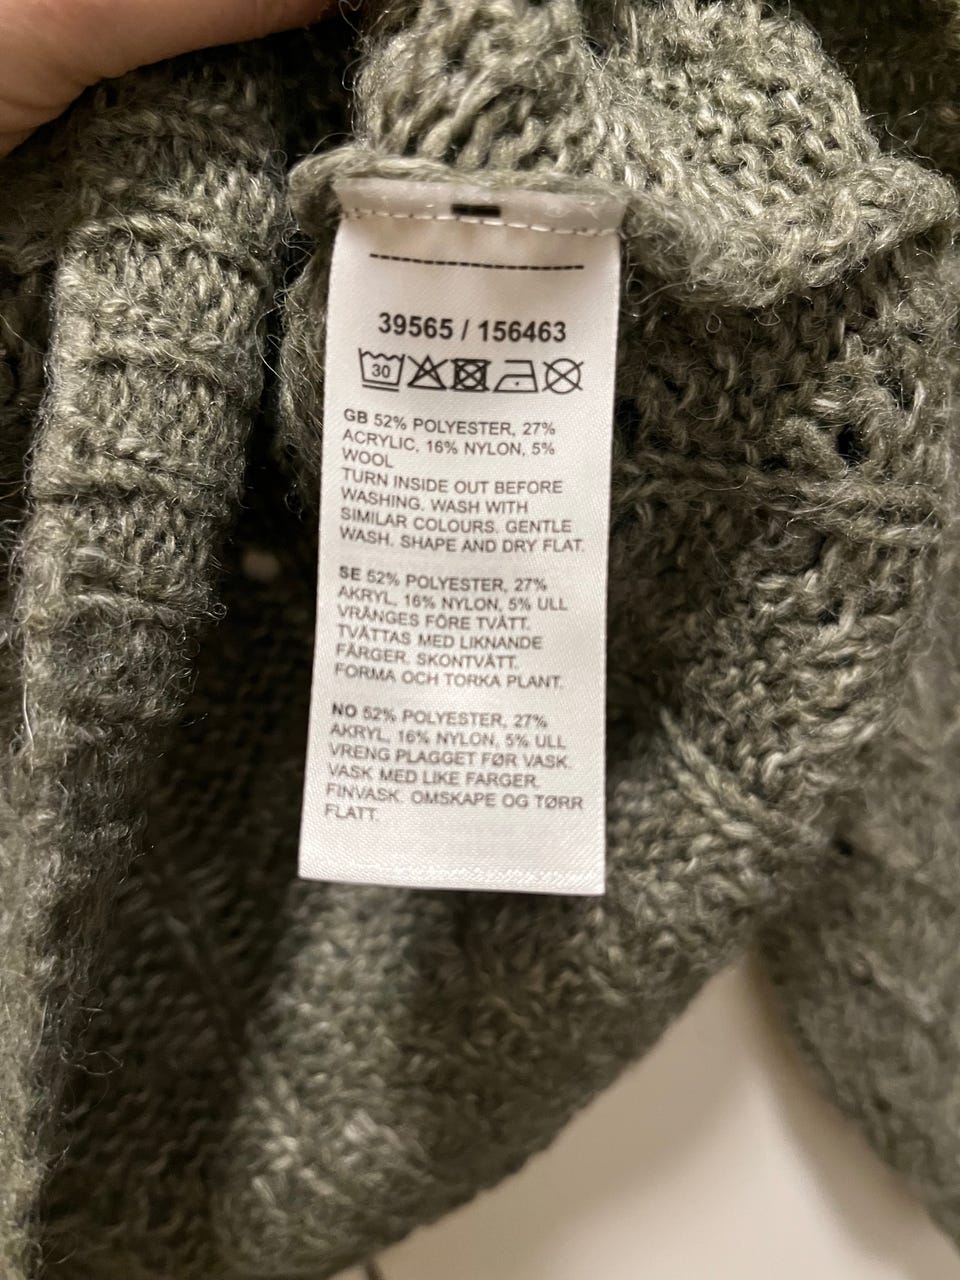 39565 / 156463
30
GB 52% POLYESTER, 27%
ACRYLIC, 16% NYLON, 5%
WOOL
TURN INSIDE OUT BEFORE
WASHING. WASH WITH
SIMILAR COLOURS. GENTLE
WASH. SHAPE AND DRY FLAT.
SE 52% POLYESTER, 27%
AKRYL, 16% NYLON, 5% ULL
VRÄNGES FÖRE TVÄTT.
TVÄTTAS MED LIKNANDE
FÄRGER. SKONTVÄTT.
FORMA OCH TORKA PLANT.
NO 52% POLYESTER, 27%
AKRYL, 16% NYLON, 5% ULL
VRENG PLAGGET FØR VASK.
VASK MED LIKE FARGER.
FINVASK. OMSKAPE OG TØRR
FLATT.